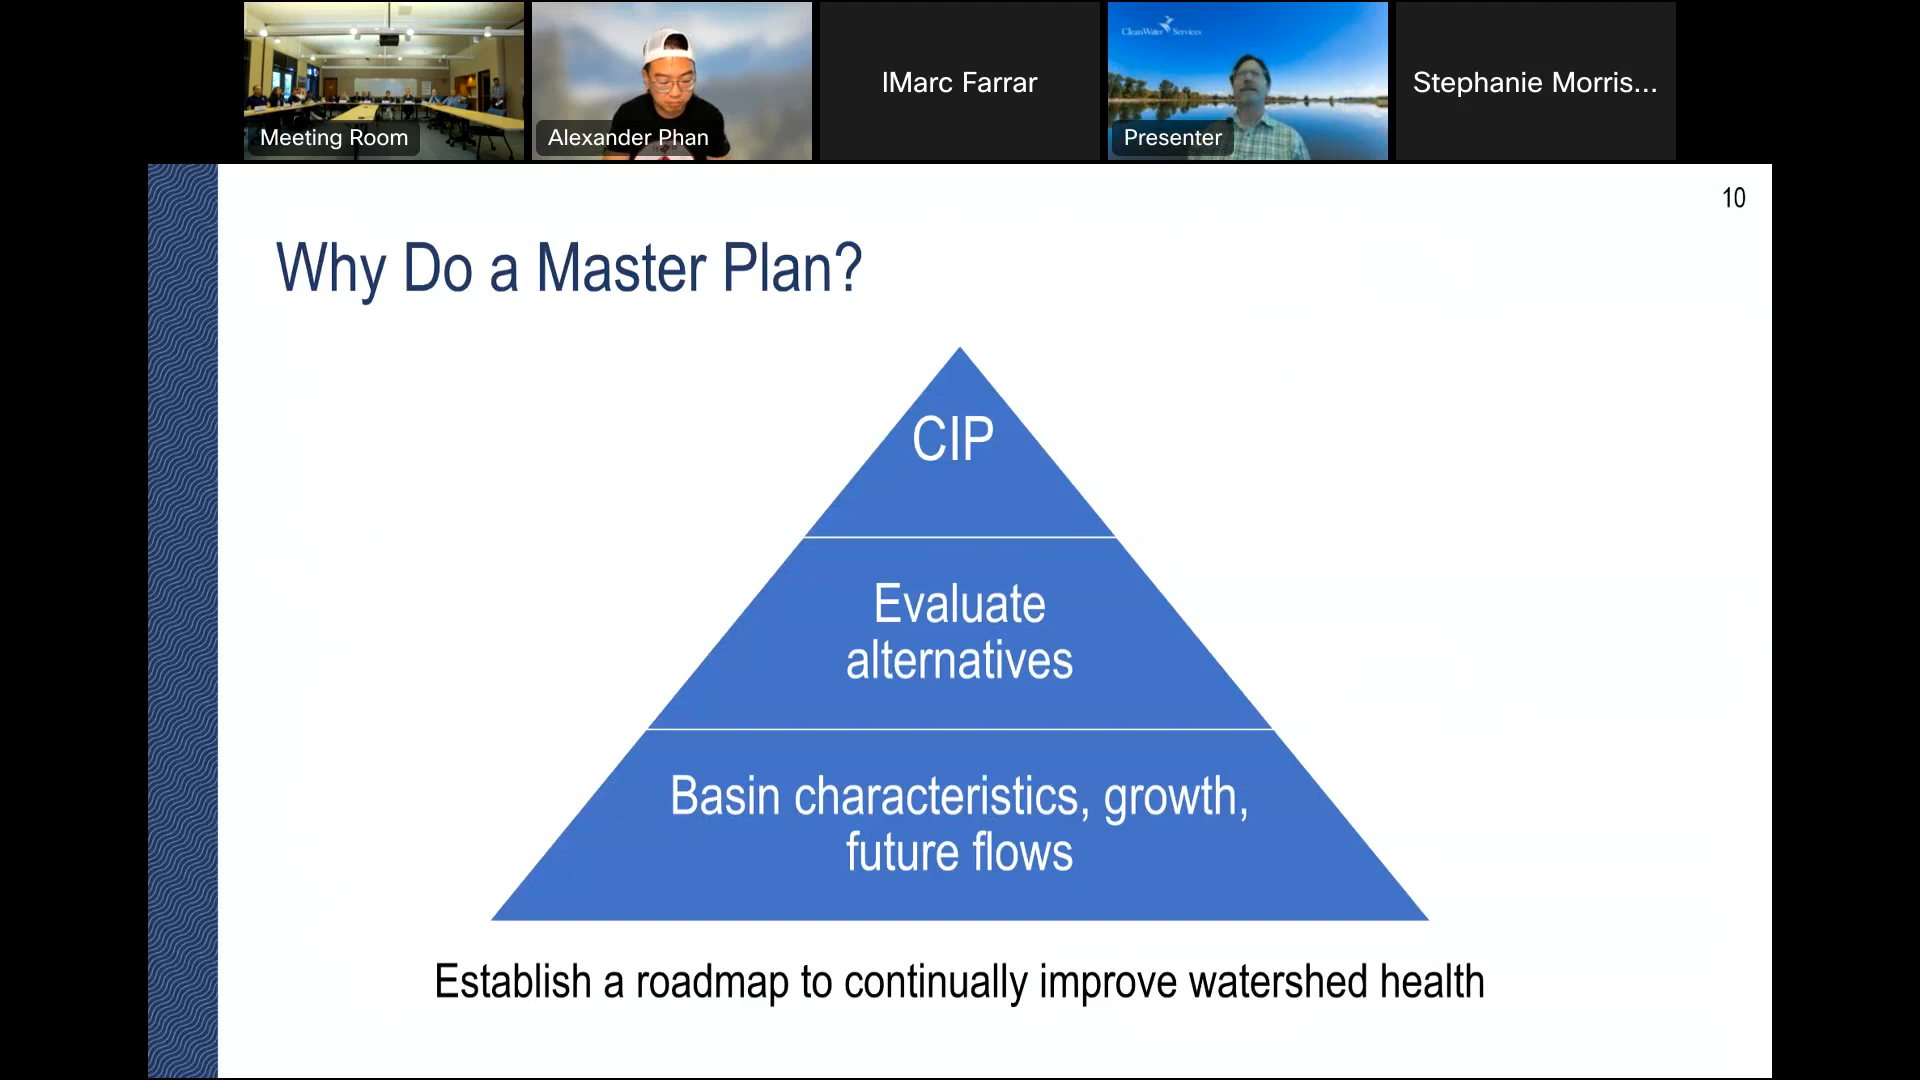 CleanWater Services
Meeting Room
Alexander Phan
IMarc Farrar
Presenter
Stephanie Morris...
10
Why Do a Master Plan?
CIP
Evaluate
alternatives
Basin characteristics, growth,
future flows
Establish a roadmap to continually improve watershed health